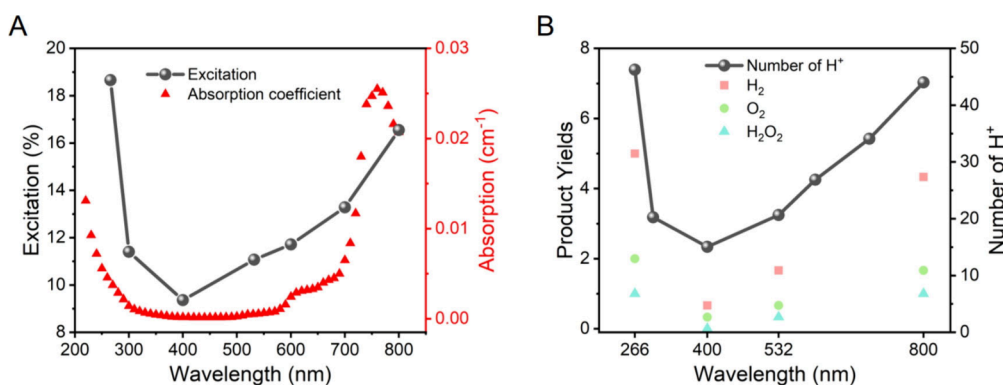 A
20
18
16
14
12
10
8
Excitation (%)
200 300 400 500 600 700 800
Wavelength (nm)
0.03
0.02
0.01
0.00
Absorption (cm⁻¹)
Excitation
Absorption coefficient
B
8
6
4
2
0
Product Yields
266 400 532 800
Wavelength (nm)
50
40
30
20
10
0
Number of H⁺
Number of H⁺
H₂
O₂
H₂O₂